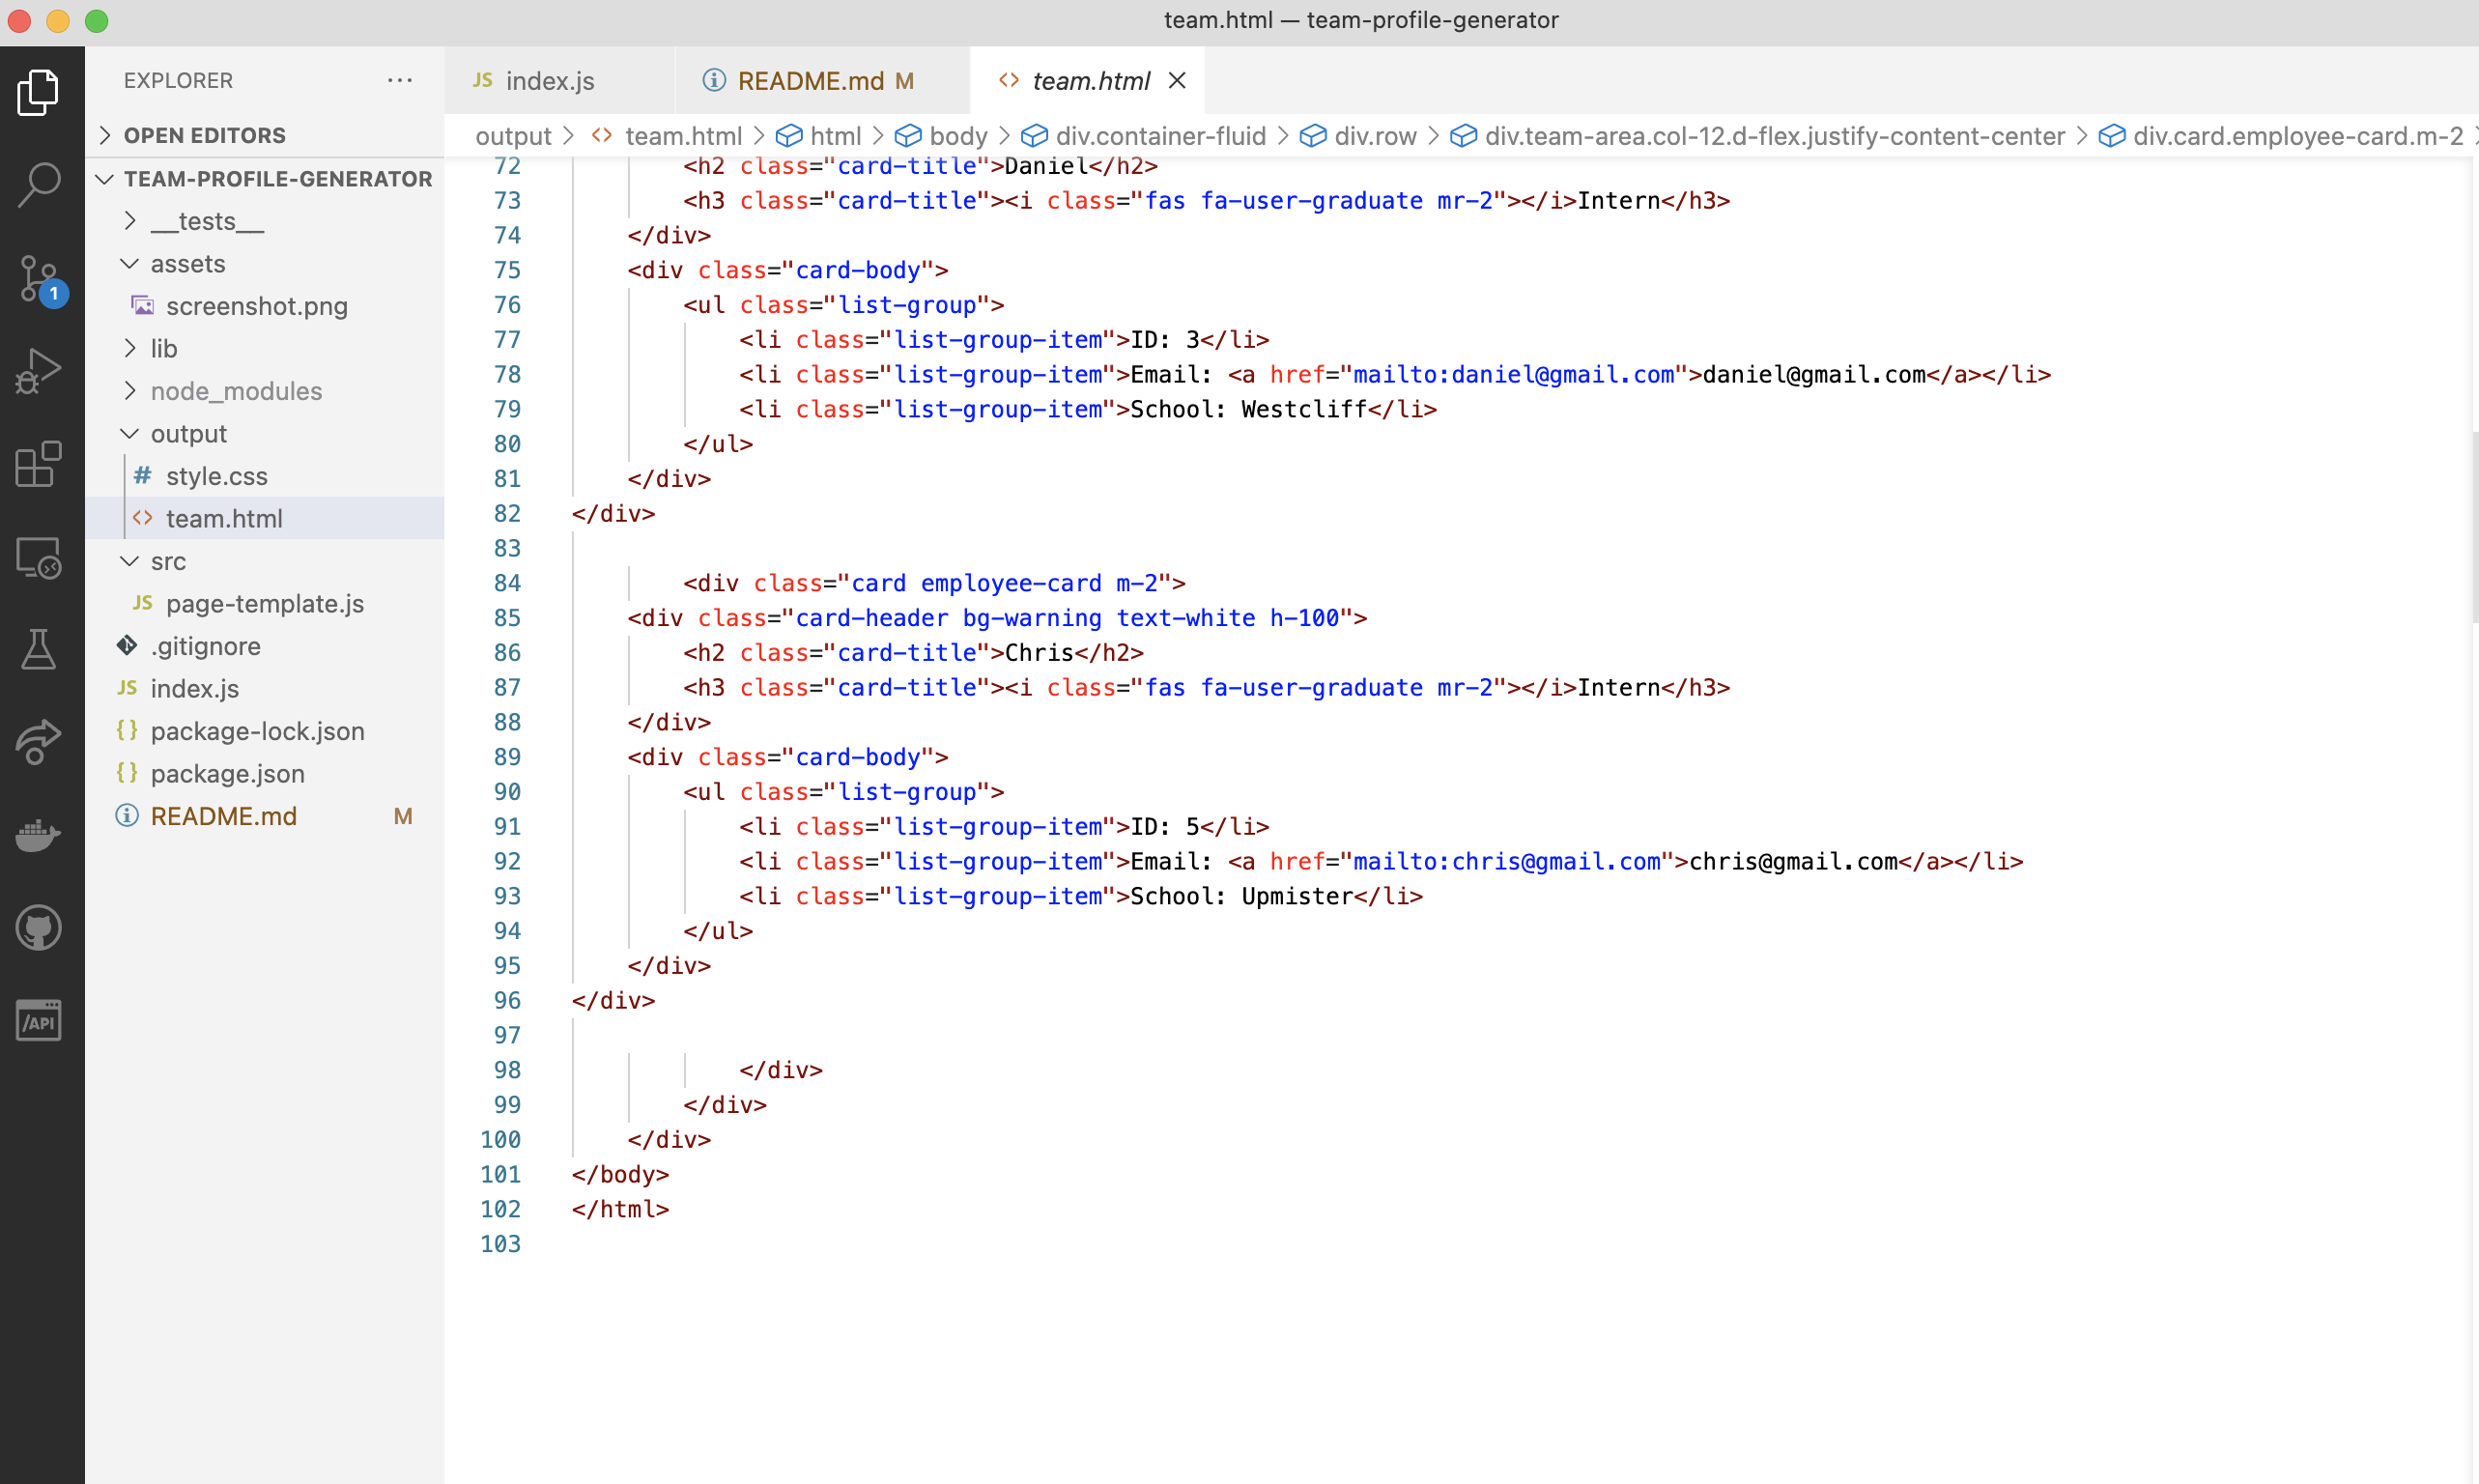 team.html — team-profile-generator
EXPLORER ···
OPEN EDITORS
TEAM-PROFILE-GENERATOR
__tests__
assets
screenshot.png
lib
node_modules
output
# style.css
<> team.html
src
JS page-template.js
.gitignore
JS index.js
{} package-lock.json
{} package.json
README.md M
1
/API
JS index.js
README.md M
<> team.html ×
output > <> team.html > html > body > div.container-fluid > div.row > div.team-area.col-12.d-flex.justify-content-center > div.card.employee-card.m-2 >
72 <h2 class="card-title">Daniel</h2>
73 <h3 class="card-title"><i class="fas fa-user-graduate mr-2"></i>Intern</h3>
74 </div>
75 <div class="card-body">
76 <ul class="list-group">
77 <li class="list-group-item">ID: 3</li>
78 <li class="list-group-item">Email: <a href="mailto:daniel@gmail.com">daniel@gmail.com</a></li>
79 <li class="list-group-item">School: Westcliff</li>
80 </ul>
81 </div>
82 </div>
83
84 <div class="card employee-card m-2">
85 <div class="card-header bg-warning text-white h-100">
86 <h2 class="card-title">Chris</h2>
87 <h3 class="card-title"><i class="fas fa-user-graduate mr-2"></i>Intern</h3>
88 </div>
89 <div class="card-body">
90 <ul class="list-group">
91 <li class="list-group-item">ID: 5</li>
92 <li class="list-group-item">Email: <a href="mailto:chris@gmail.com">chris@gmail.com</a></li>
93 <li class="list-group-item">School: Upmister</li>
94 </ul>
95 </div>
96 </div>
97
98 </div>
99 </div>
100 </div>
101 </body>
102 </html>
103